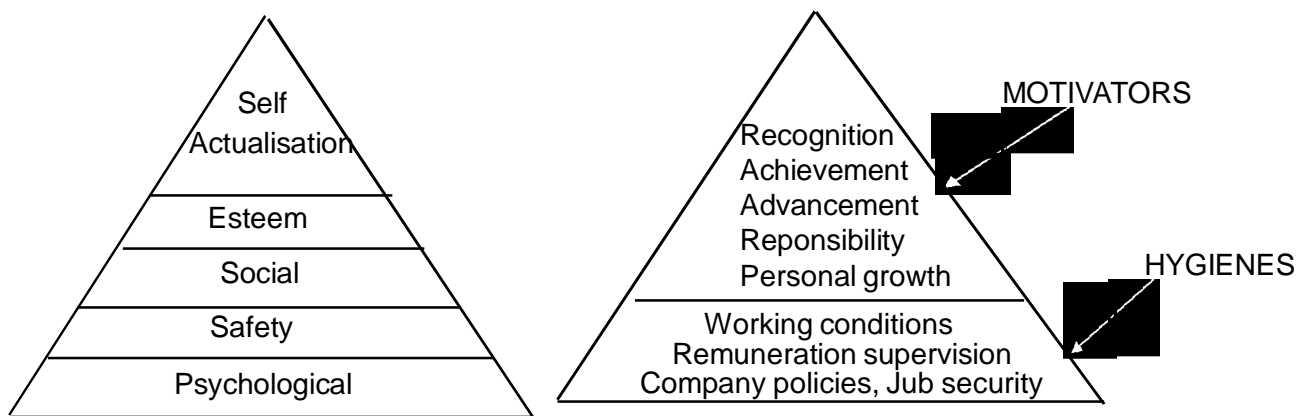 Self
Actualisation
Esteem
Social
Safety
Psychological
MOTIVATORS
Recognition
Achievement
Advancement
Reponsibility
Personal growth
HYGIENES
Working conditions
Remuneration supervision
Company policies, Jub security